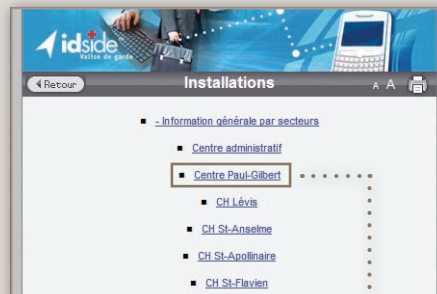 idside
Valise de garde
Retour
Installations
A A
- Information générale par secteurs
Centre administratif
Centre Paul-Gilbert
CH Lévis
CH St-Anselme
CH St-Apollinaire
CH St-Flavien